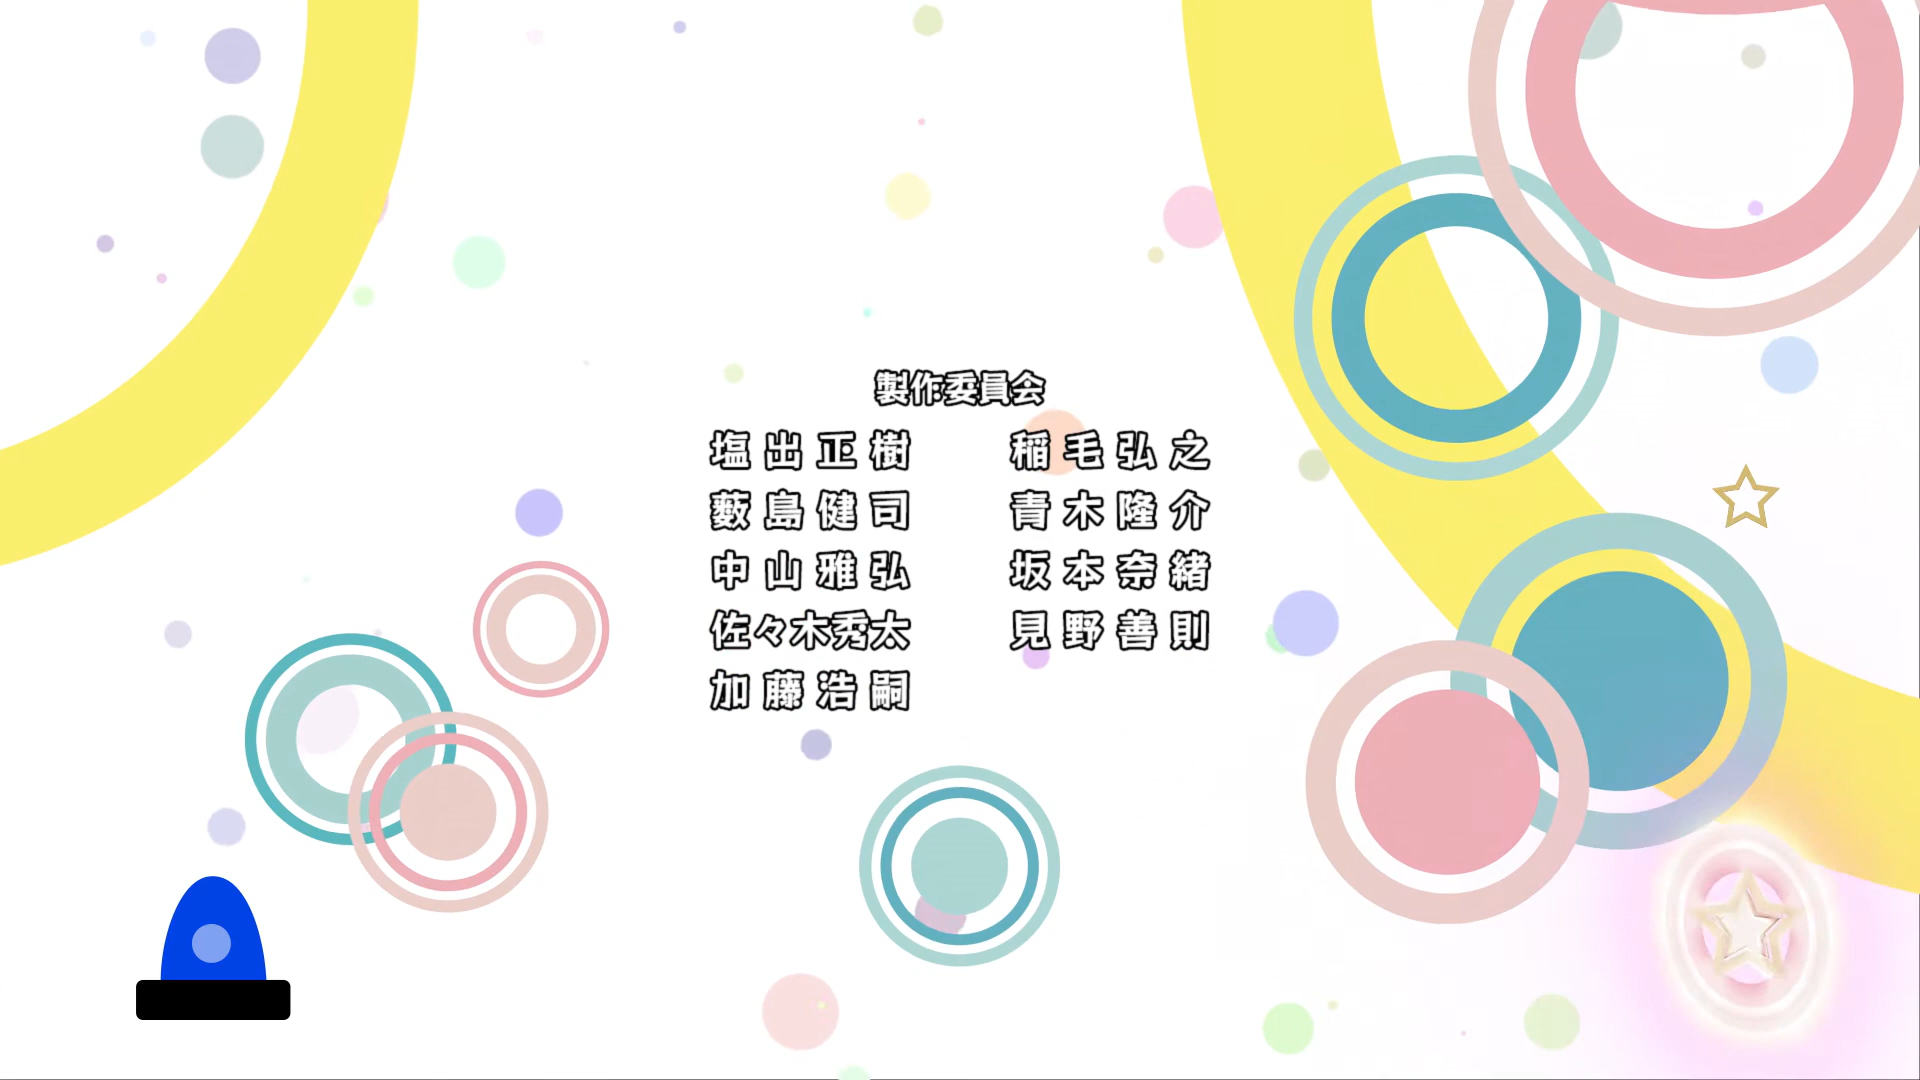 製作委員会
塩出正樹 稲毛弘之
藪島健司 青木隆介
中山雅弘 坂本奈緒
佐々木秀太 見野善則
加藤浩嗣